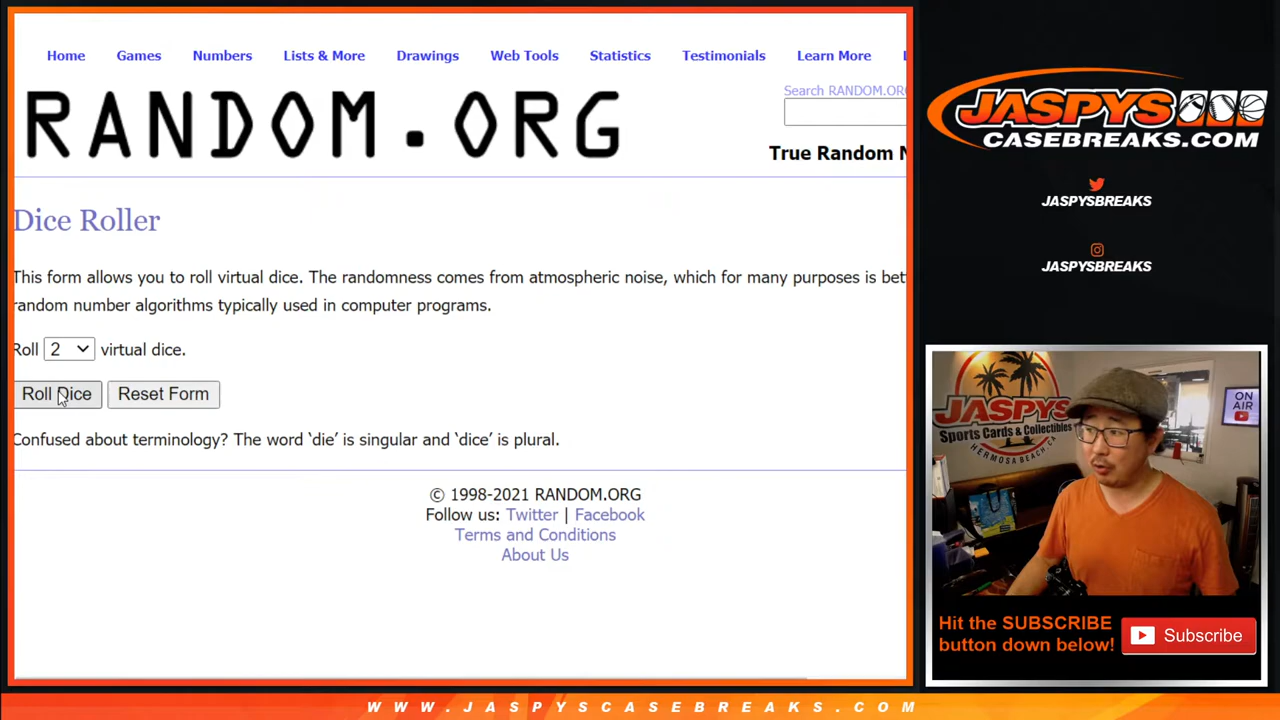 Home Games Numbers Lists & More Drawings Web Tools Statistics Testimonials Learn More
RANDOM.ORG
Search RANDOM.ORG
True Random N
Dice Roller
This form allows you to roll virtual dice. The randomness comes from atmospheric noise, which for many purposes is bet
random number algorithms typically used in computer programs.
Roll 2 virtual dice.
Roll Dice Reset Form
Confused about terminology? The word ‘die’ is singular and ‘dice’ is plural.
© 1998-2021 RANDOM.ORG
Follow us: Twitter | Facebook
Terms and Conditions
About Us
JASPYS
CASEBREAKS.COM
JASPYSBREAKS
JASPYSBREAKS
JASPYS
Sports Cards & Collectibles
HERMOSA BEACH, CA
ON
AIR
Hit the SUBSCRIBE
button down below!
Subscribe
WWW.JASPYSCASEBREAKS.COM